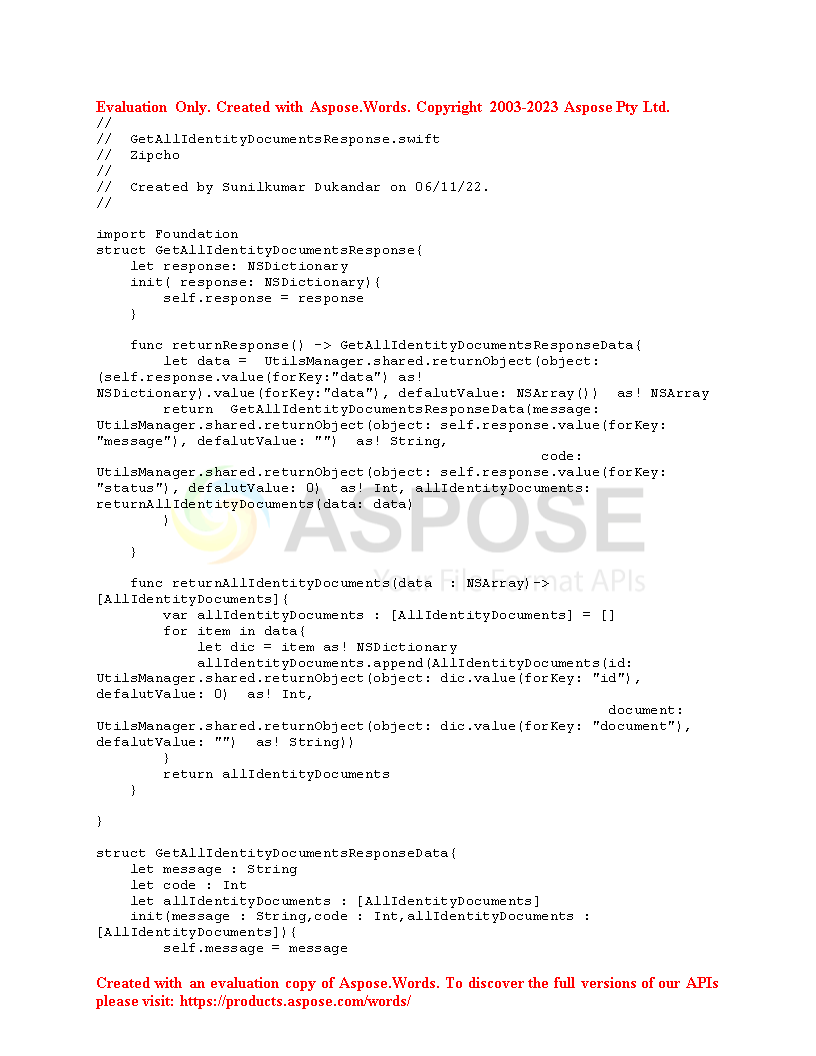 Evaluation Only. Created with Aspose.Words. Copyright 2003-2023 Aspose Pty Ltd.
//
//  GetAllIdentityDocumentsResponse.swift
//  Zipcho
//
//  Created by Sunilkumar Dukandar on 06/11/22.
//

import Foundation
struct GetAllIdentityDocumentsResponse{
    let response: NSDictionary
    init( response: NSDictionary){
        self.response = response
    }

    func returnResponse() -> GetAllIdentityDocumentsResponseData{
        let data =  UtilsManager.shared.returnObject(object:
(self.response.value(forKey:"data") as!
NSDictionary).value(forKey:"data"), defalutValue: NSArray())  as! NSArray
        return  GetAllIdentityDocumentsResponseData(message:
UtilsManager.shared.returnObject(object: self.response.value(forKey:
"message"), defalutValue: "")  as! String,
                                                     code:
UtilsManager.shared.returnObject(object: self.response.value(forKey:
"status"), defalutValue: 0)  as! Int, allIdentityDocuments:
returnAllIdentityDocuments(data: data)
        )
ASPOSE
    }
Your File Format APIs
    func returnAllIdentityDocuments(data  : NSArray)->
[AllIdentityDocuments]{
        var allIdentityDocuments : [AllIdentityDocuments] = []
        for item in data{
            let dic = item as! NSDictionary
            allIdentityDocuments.append(AllIdentityDocuments(id:
UtilsManager.shared.returnObject(object: dic.value(forKey: "id"),
defalutValue: 0)  as! Int,
                                                             document:
UtilsManager.shared.returnObject(object: dic.value(forKey: "document"),
defalutValue: "")  as! String))
        }
        return allIdentityDocuments
    }

}

struct GetAllIdentityDocumentsResponseData{
    let message : String
    let code : Int
    let allIdentityDocuments : [AllIdentityDocuments]
    init(message : String,code : Int,allIdentityDocuments :
[AllIdentityDocuments]){
        self.message = message

Created with an evaluation copy of Aspose.Words. To discover the full versions of our APIs
please visit: https://products.aspose.com/words/